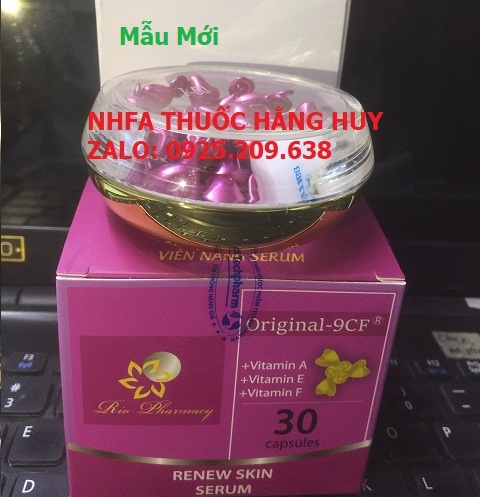 Mẫu Mới
NHFA THUỐC HẰNG HUY
ZALO: 0925.209.638
VIÊN NANG SERUM
Original-9CF®
+Vitamin A
+Vitamin E
+Vitamin F
Rio Pharmacy
30
capsules
RENEW SKIN
SERUM